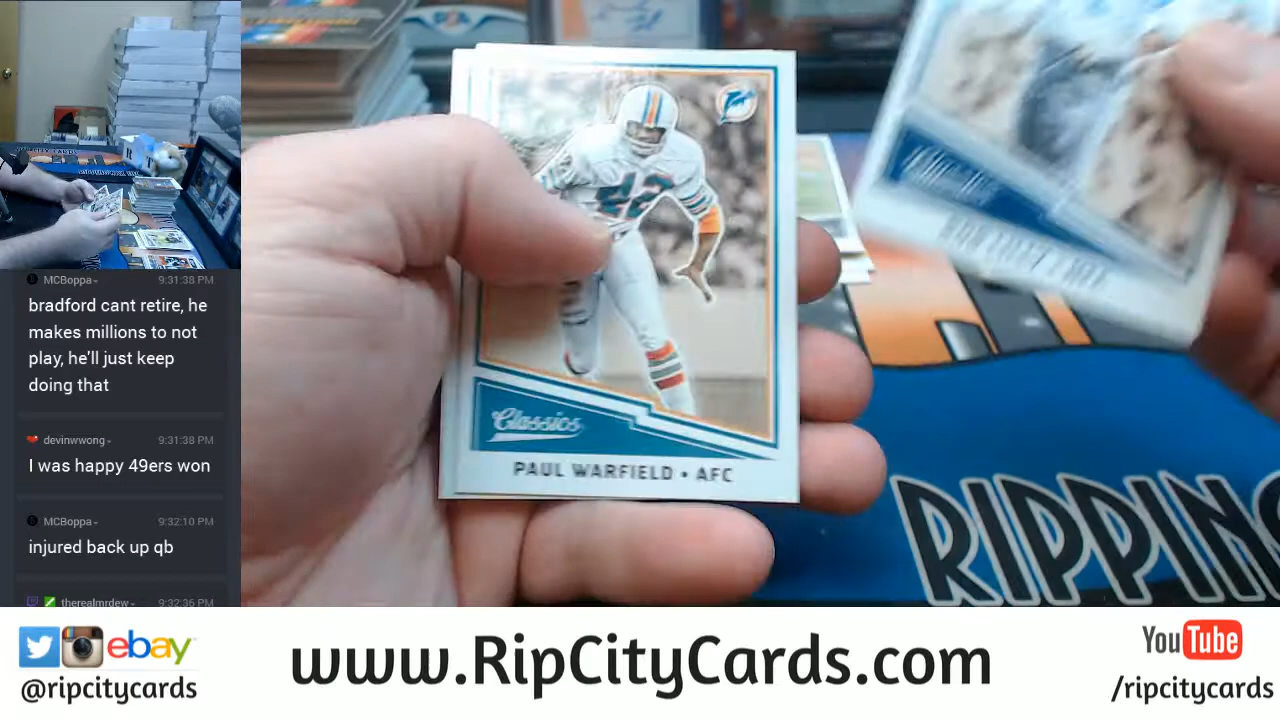 MCBoppa
9:31:38 PM
bradford cant retire, he
makes millions to not
play, he'll just keep
doing that
devinwwong
9:31:38 PM
I was happy 49ers won
MCBoppa
9:32:10 PM
injured back up qb
therealmrdew
9:32:36 PM
42
Classics
PAUL WARFIELD • AFC
RIPPING
ebay
@ripcitycards
www.RipCityCards.com
YouTube
/ripcitycards